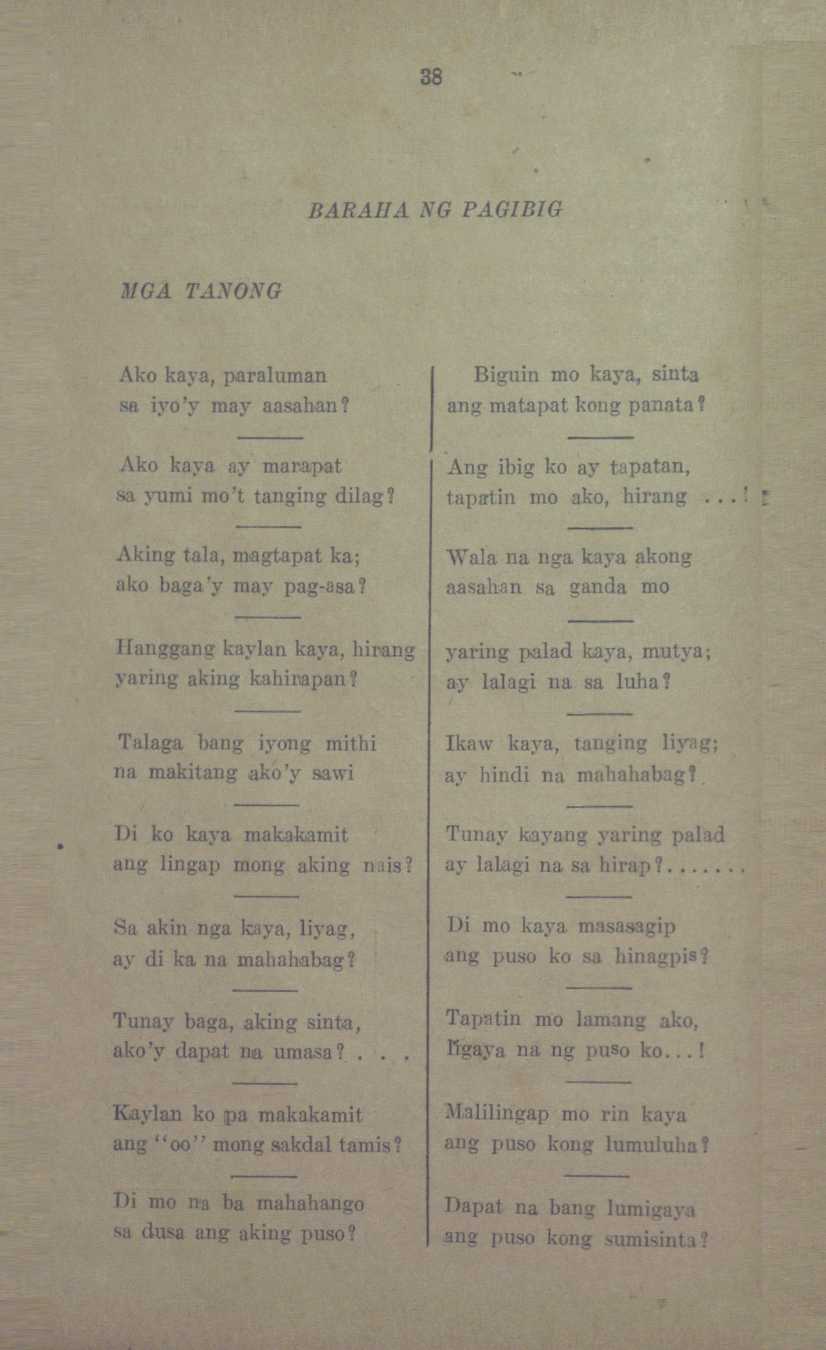 38
BARAHA NG PAGIBIG
MGA TANONG
Ako kaya, paraluman
sa iyo'y may aasahan?
Ako kaya ay marapat
sa yumi mo't tanging dilag?
Aking tala, magtapat ka;
ako baga'y may pag-asa?
Hanggang kaylan kaya, hirang
yaring aking kahirapan?
Talaga bang iyong mithi
na makitang ako'y sawi
Di ko kaya makakamit
ang lingap mong aking nais?
Sa akin nga kaya, liyag,
ay di ka na mahahabag?
Tunay baga, aking sinta,
ako'y dapat na umasa? . . .
Kaylan ko pa makakamit
ang "oo" mong sakdal tamis?
Di mo na ba mahahango
sa dusa ang aking puso?
Biguin mo kaya, sinta
ang matapat kong panata?
Ang ibig ko ay tapatan,
tapatin mo ako, hirang ...!
Wala na nga kaya akong
aasahan sa ganda mo
yaring palad kaya, mutya;
ay lalagi na sa luha?
Ikaw kaya, tanging liyag;
ay hindi na mahahabag?
Tunay kayang yaring palad
ay lalagi na sa hirap?.......
Di mo kaya masasagip
ang puso ko sa hinagpis?
Tapatin mo lamang ako,
ligaya na ng puso ko...!
Malilingap mo rin kaya
ang puso kong lumuluha?
Dapat na bang lumigaya
ang puso kong sumisinta?